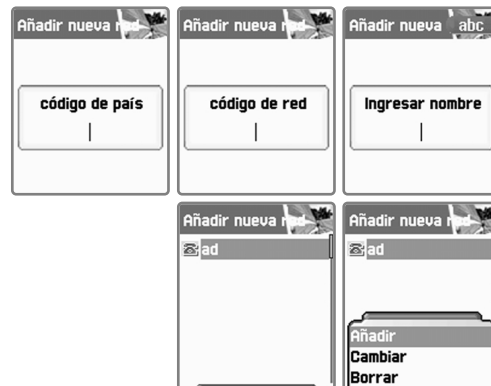 Añadir nueva red
código de país
Añadir nueva red
código de red
Añadir nueva abc
Ingresar nombre
Añadir nueva red
ad
Añadir nueva red
ad
Añadir
Cambiar
Borrar